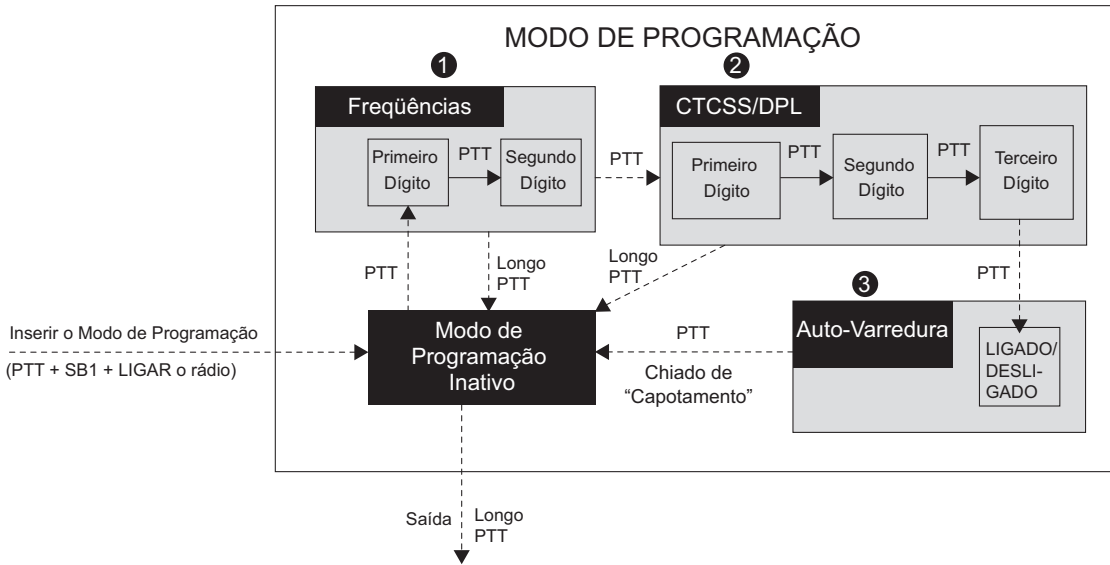 MODO DE PROGRAMAÇÃO
1
2
Freqüências
CTCSS/DPL
Primeiro
Dígito
PTT
Segundo
Dígito
PTT
Primeiro
Dígito
PTT
Segundo
Dígito
PTT
Terceiro
Dígito
PTT
Longo
PTT
Longo
PTT
PTT
3
Inserir o Modo de Programação
(PTT + SB1 + LIGAR o rádio)
Modo de
Programação
Inativo
PTT
Chiado de
“Capotamento”
Auto-Varredura
LIGADO/
DESLI-
GADO
Saída
Longo
PTT